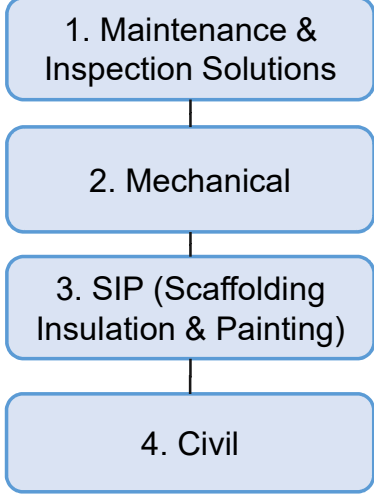 1. Maintenance &
Inspection Solutions
2. Mechanical
3. SIP (Scaffolding
Insulation & Painting)
4. Civil